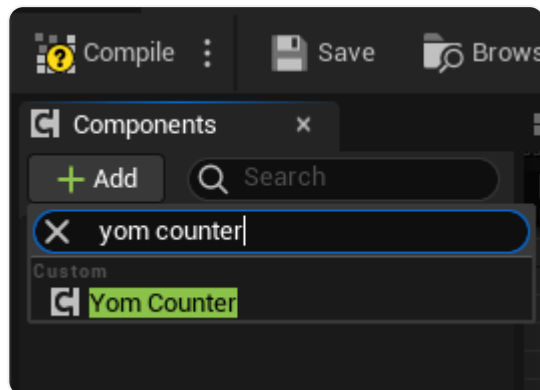 Compile
Save
Brows
Components
Add
Search
yom counter
Custom
Yom Counter